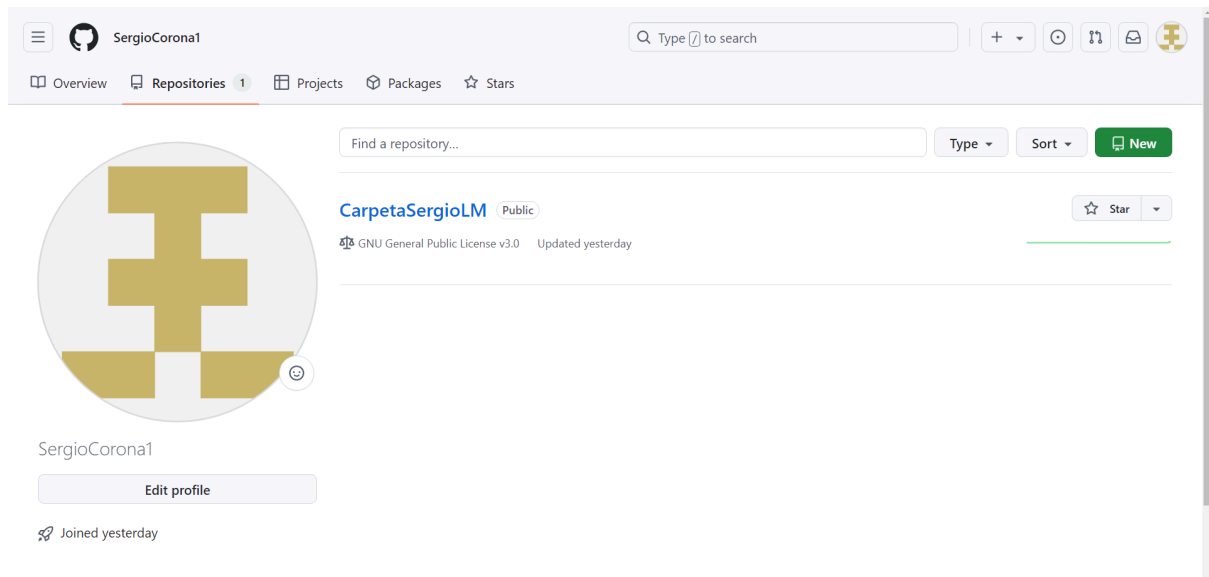 SergioCorona1
Type / to search
Overview Repositories 1 Projects Packages Stars
Find a repository...
Type Sort New
CarpetaSergioLM Public
Star
GNU General Public License v3.0 Updated yesterday
SergioCorona1
Edit profile
Joined yesterday